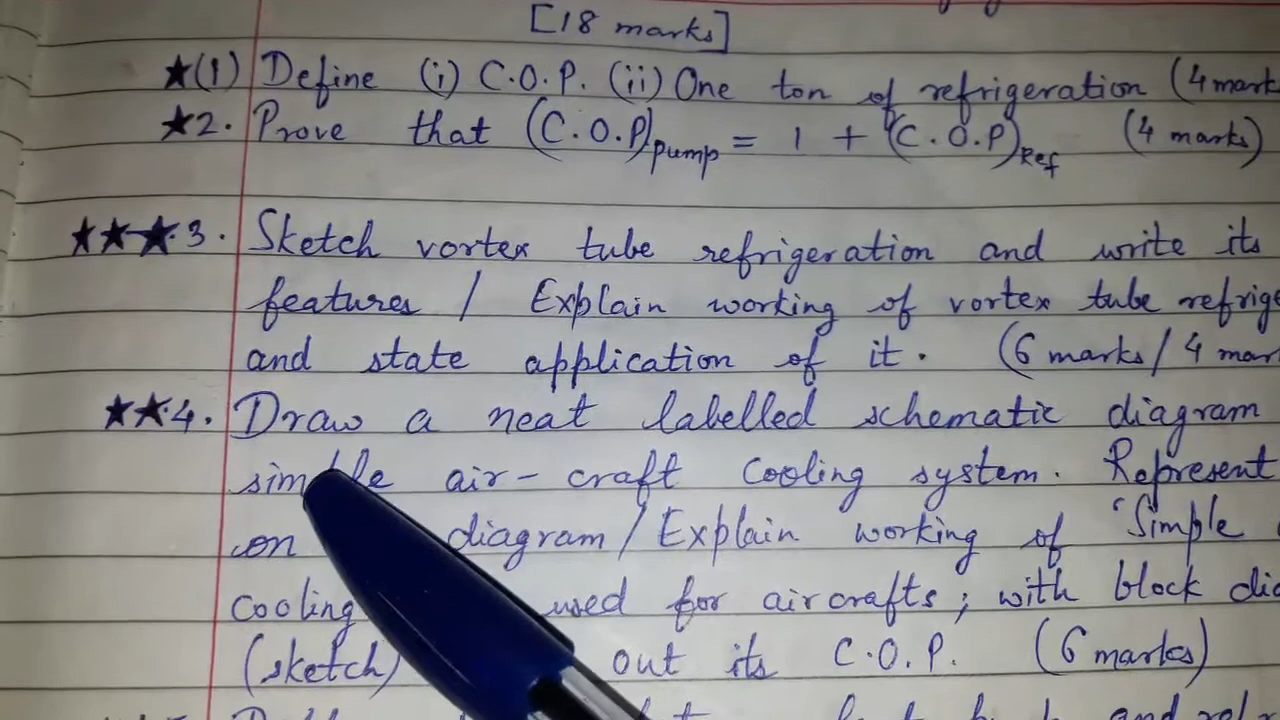 [18 marks]
★(1) Define (i) C.O.P. (ii) One ton of refrigeration (4 mark
★2. Prove that (C.O.P)pump = 1 + (C.O.P)Ref (4 marks)
★★★3. Sketch vortex tube refrigeration and write its
features / Explain working of vortex tube refrige
and state application of it. (6 marks/4 mar
★★4. Draw a neat labelled schematic diagram
simple air-craft cooling system. Represent
on diagram/Explain working of 'Simple
cooling used for aircrafts; with block dia
(sketch) out its C.O.P. (6 marks)